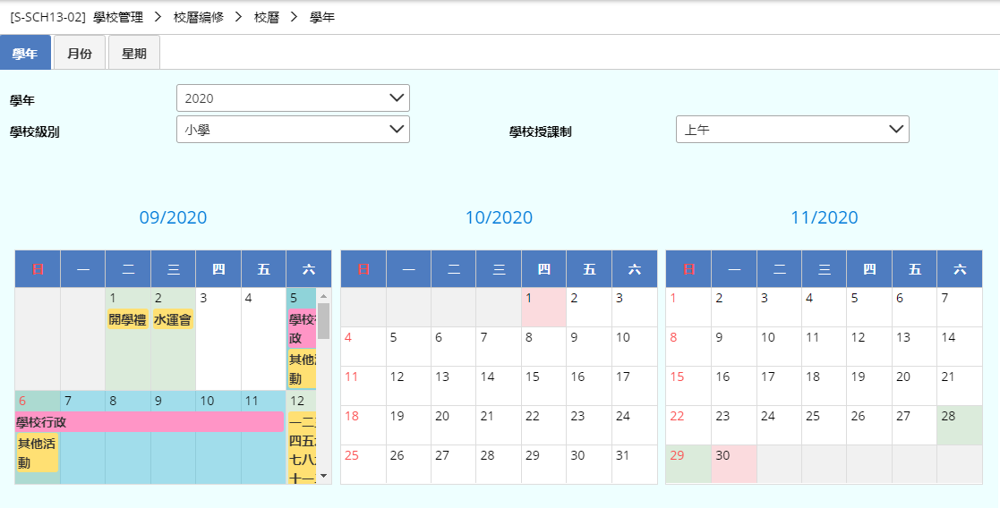 [S-SCH13-02] 學校管理 > 校曆編修 > 校曆 > 學年
學年 月份 星期
學年 2020
學校級別 小學 學校授課制 上午
09/2020
日 一 二 三 四 五 六
1 2 3 4 5
開學禮 水運會 學校行
政
其他活
動
6 7 8 9 10 11 12
學校行政
其他活
動
一二三
四五六
七八
十一
10/2020
日 一 二 三 四 五 六
1 2 3
4 5 6 7 8 9 10
11 12 13 14 15 16 17
18 19 20 21 22 23 24
25 26 27 28 29 30 31
11/2020
日 一 二 三 四 五 六
1 2 3 4 5 6 7
8 9 10 11 12 13 14
15 16 17 18 19 20 21
22 23 24 25 26 27 28
29 30